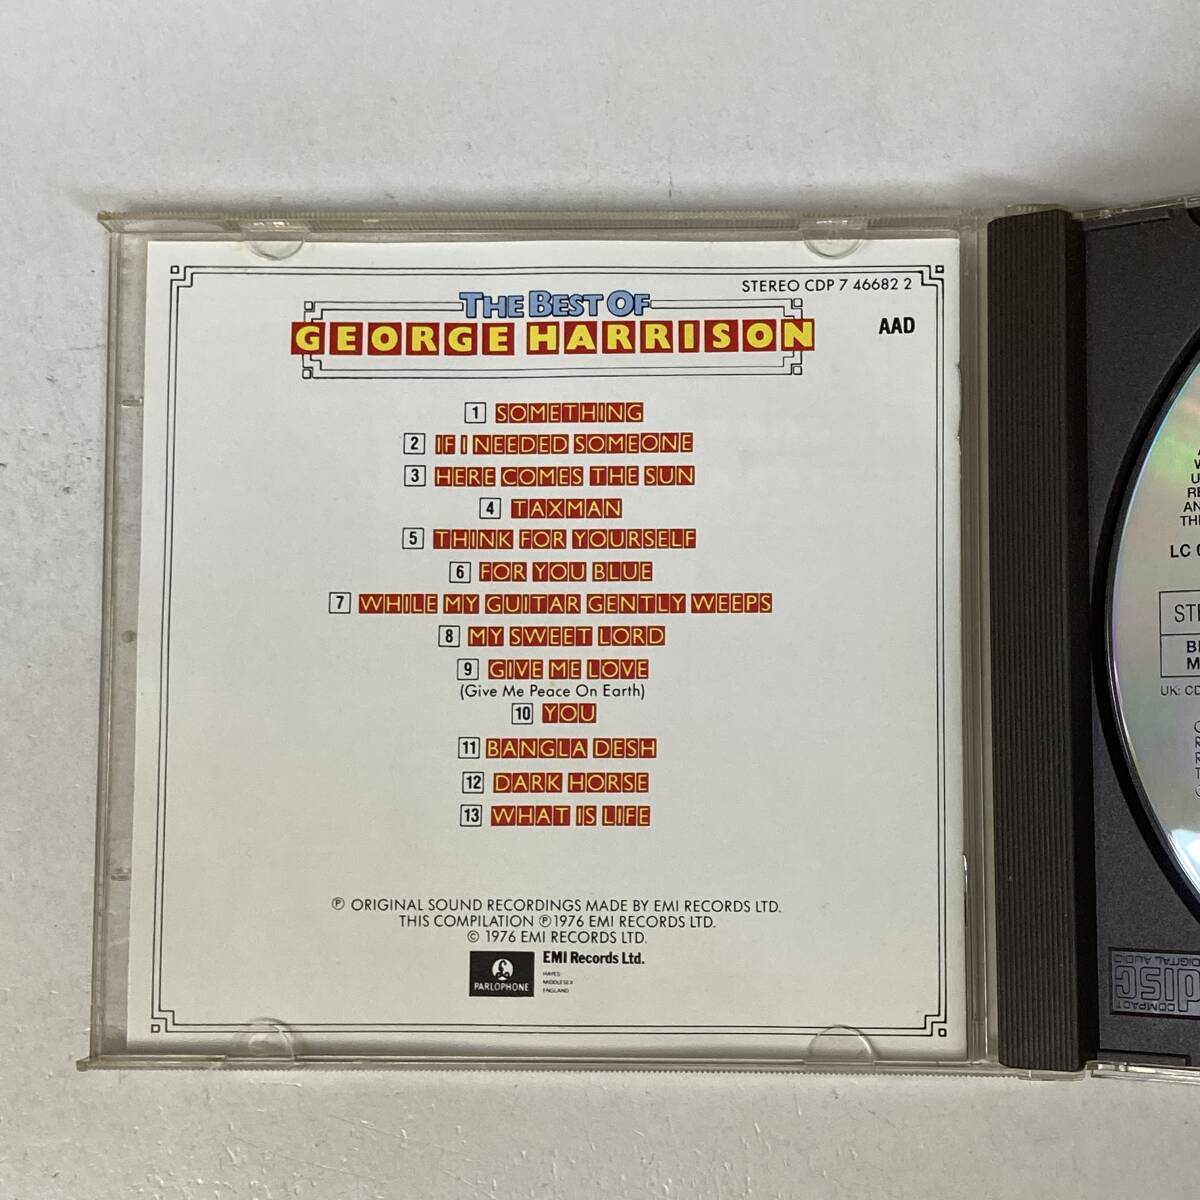 STEREO CDP 7 46682 2
THE BEST OF
GEORGE HARRISON
AAD
1 SOMETHING
2 IF I NEEDED SOMEONE
3 HERE COMES THE SUN
4 TAXMAN
5 THINK FOR YOURSELF
6 FOR YOU BLUE
7 WHILE MY GUITAR GENTLY WEEPS
8 MY SWEET LORD
9 GIVE ME LOVE
(Give Me Peace On Earth)
10 YOU
11 BANGLA DESH
12 DARK HORSE
13 WHAT IS LIFE
℗ ORIGINAL SOUND RECORDINGS MADE BY EMI RECORDS LTD.
THIS COMPILATION ℗ 1976 EMI RECORDS LTD.
© 1976 EMI RECORDS LTD.
PARLOPHONE
EMI Records Ltd.
HAYES
MIDDLESEX
ENGLAND
AN
THE
LC
STE
UK: CD
COMPACT
disc
DIGITAL AUDIO